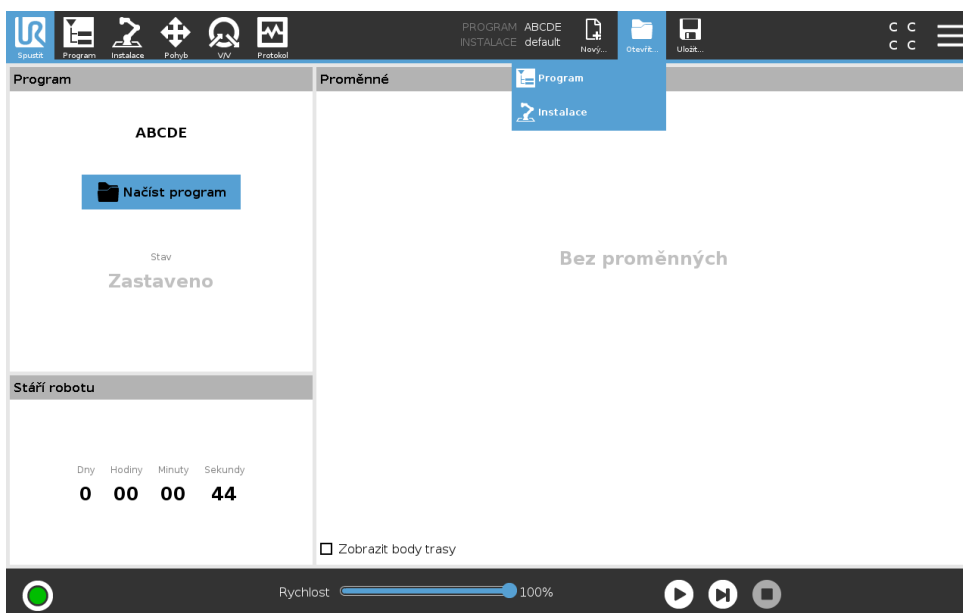 UR
Spustit
Program
Instalace
Pohyb
V/V
Protokol
PROGRAM ABCDE
INSTALACE default
Nový...
Otevřít...
Uložit...
C C
C C
Program
Instalace
Program
ABCDE
Načíst program
Stav
Zastaveno
Proměnné
Bez proměnných
Stáří robotu
Dny Hodiny Minuty Sekundy
0 00 00 44
Zobrazit body trasy
Rychlost 100%